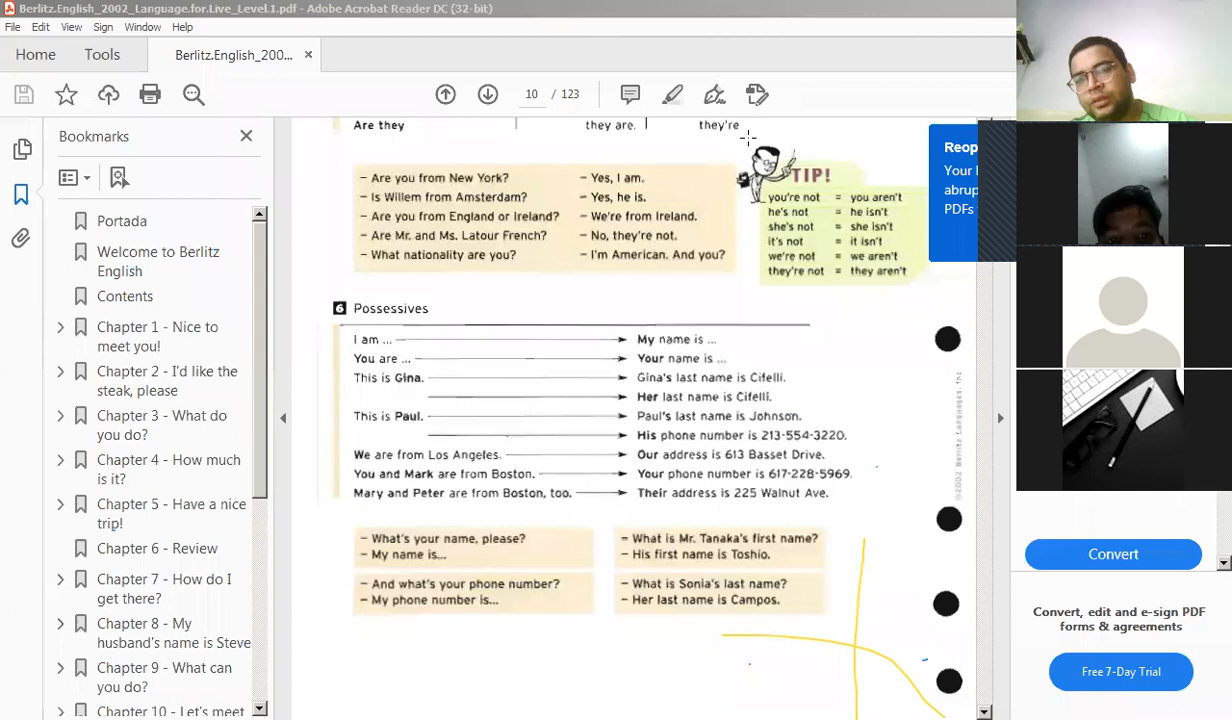 Berlitz.English_2002_Language.for.Live_Level.1.pdf - Adobe Acrobat Reader DC (32-bit)
File Edit View Sign Window Help
Home Tools Berlitz.English_200... ×
10 / 123
Bookmarks
Portada
Welcome to Berlitz
English
Contents
Chapter 1 - Nice to
meet you!
Chapter 2 - I'd like the
steak, please
Chapter 3 - What do
you do?
Chapter 4 - How much
is it?
Chapter 5 - Have a nice
trip!
Chapter 6 - Review
Chapter 7 - How do I
get there?
Chapter 8 - My
husband's name is Steve
Chapter 9 - What can
you do?
Chapter 10 - Let's meet
Are they they are. they're
– Are you from New York? – Yes, I am.
– Is Willem from Amsterdam? – Yes, he is.
– Are you from England or Ireland? – We're from Ireland.
– Are Mr. and Ms. Latour French? – No, they're not.
– What nationality are you? – I'm American. And you?
TIP!
you're not = you aren't
he's not = he isn't
she's not = she isn't
it's not = it isn't
we're not = we aren't
they're not = they aren't
Reop
Your
abrup
PDFs
6 Possessives
I am ... My name is ...
You are ... Your name is ...
This is Gina. Gina's last name is Cifelli.
Her last name is Cifelli.
This is Paul. Paul's last name is Johnson.
His phone number is 213-554-3220.
We are from Los Angeles. Our address is 613 Basset Drive.
You and Mark are from Boston. Your phone number is 617-228-5969.
Mary and Peter are from Boston, too. Their address is 225 Walnut Ave.
©2002 Berlitz Languages, Inc
– What's your name, please?
– My name is...
– What is Mr. Tanaka's first name?
– His first name is Toshio.
– And what's your phone number?
– My phone number is...
– What is Sonia's last name?
– Her last name is Campos.
Convert
Convert, edit and e-sign PDF
forms & agreements
Free 7-Day Trial